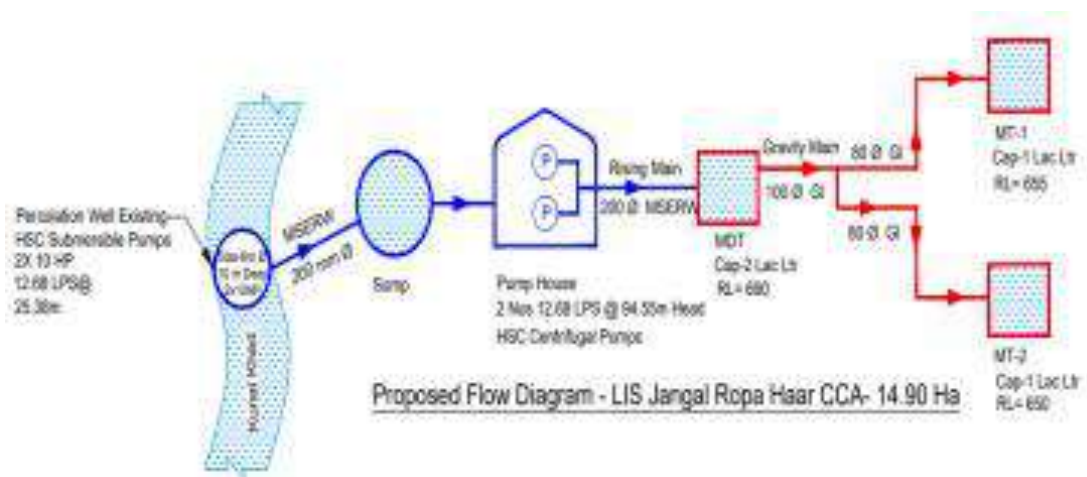 Percolation Well Existing
HSC Submersible Pumps
2X 10 HP
12.68 LPS@
25.38m
10 m Deep
Kunal Khad
MSERW
200 mm Ø
Sump
P
P
Pump House
2 Nos 12.68 LPS @ 94.55m Head
HSC Centrifugal Pumps
Rising Main
200 Ø MSERW
MDT
Cap-2 Lac Ltr
RL= 690
Gravity Main
100 Ø GI
80 Ø GI
80 Ø GI
MT-1
Cap-1 Lac Ltr
RL= 655
MT-2
Cap-1 Lac Ltr
RL= 650
Proposed Flow Diagram - LIS Jangal Ropa Haar CCA- 14.90 Ha